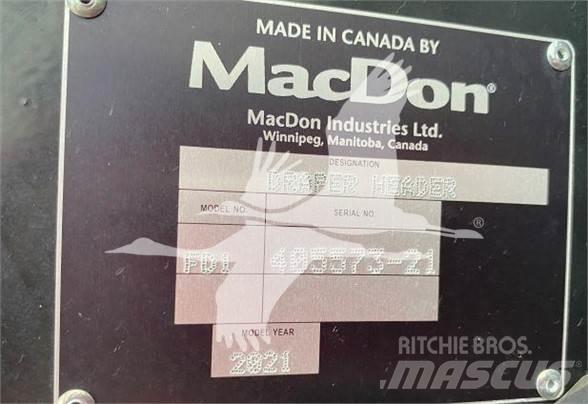 MADE IN CANADA BY
MacDon®
MacDon Industries Ltd.
Winnipeg, Manitoba, Canada
DESIGNATION
DRAPER HEADER
MODEL NO. SERIAL NO.
FD1 405573-21
®
MODEL YEAR
2021
RITCHIE BROS.
MASCUS